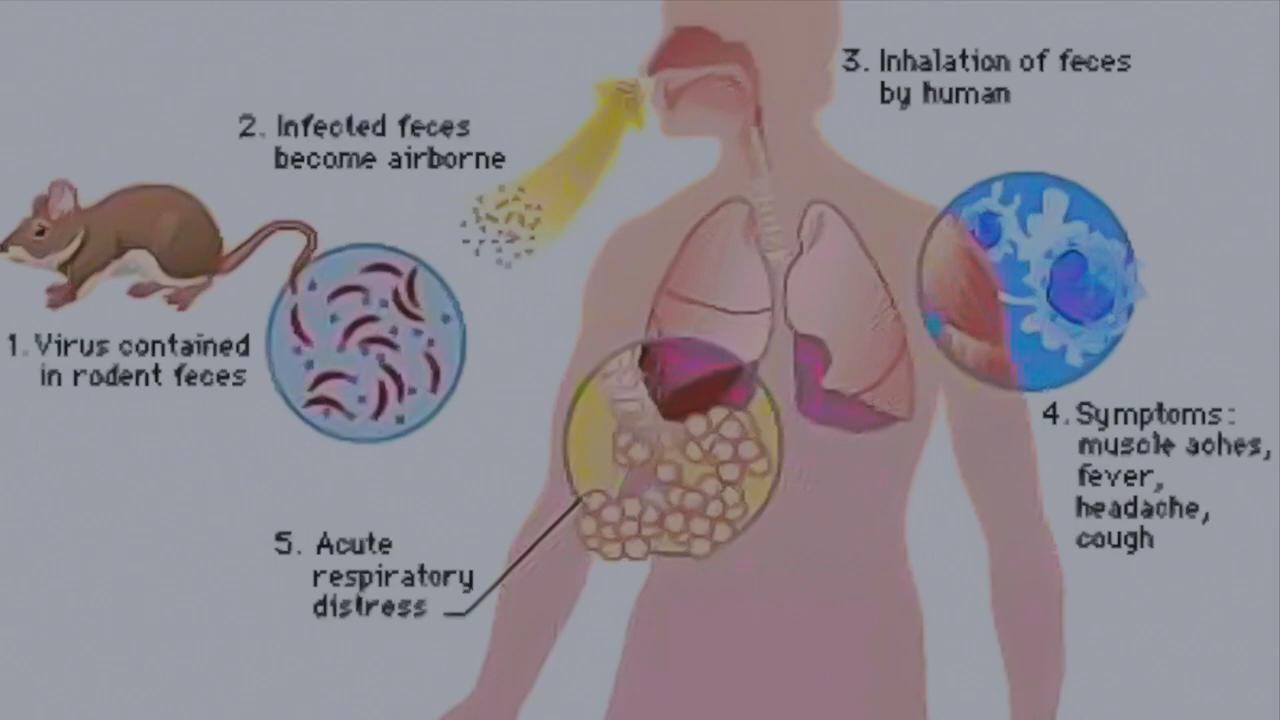 1. Virus contained
in rodent feces
2. Infected feces
become airborne
3. Inhalation of feces
by human
4. Symptoms:
muscle aches,
fever,
headache,
cough
5. Acute
respiratory
distress